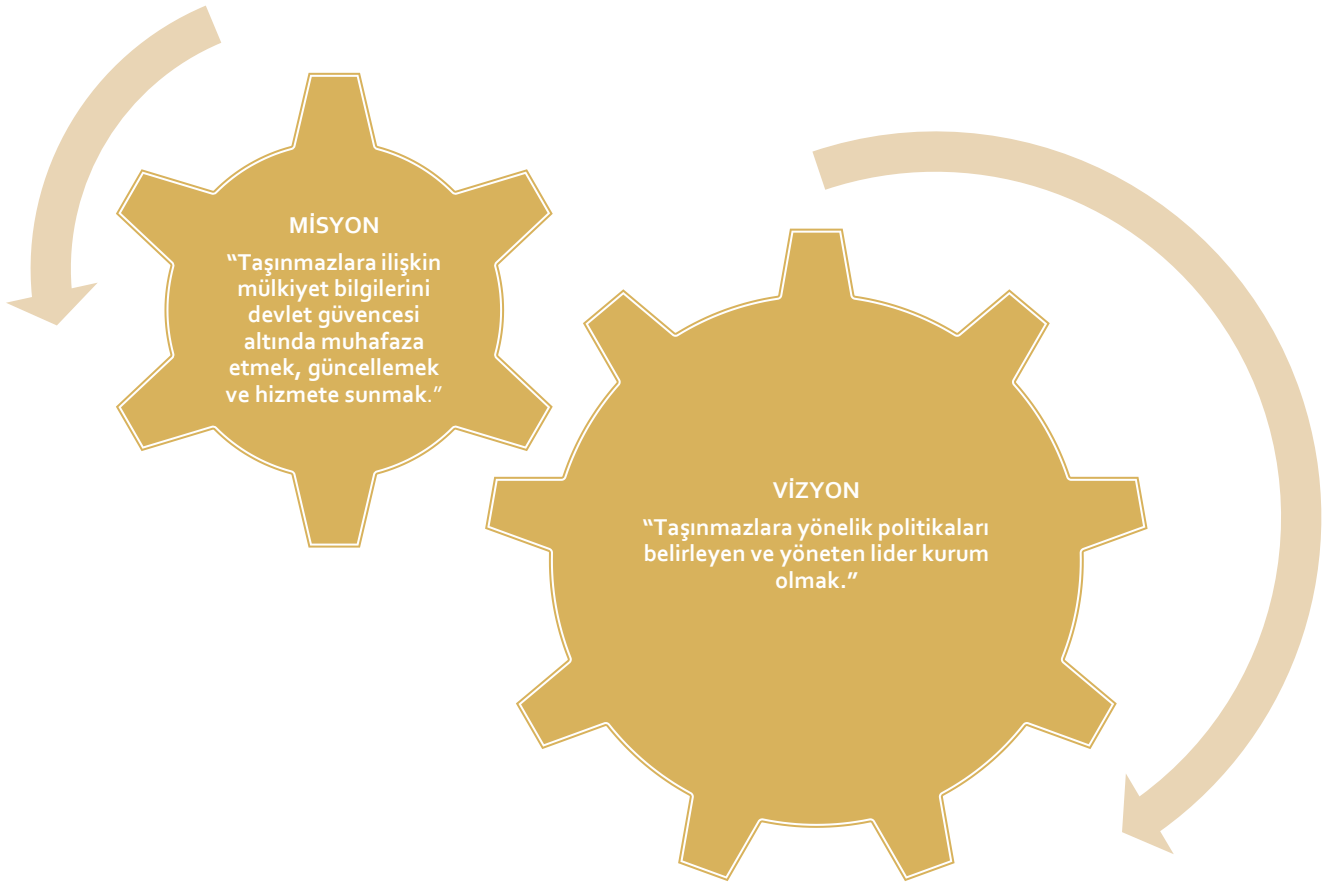 MİSYON
“Taşınmazlara ilişkin
mülkiyet bilgilerini
devlet güvencesi
altında muhafaza
etmek, güncellemek
ve hizmete sunmak.”
VİZYON
“Taşınmazlara yönelik politikaları
belirleyen ve yöneten lider kurum
olmak.”